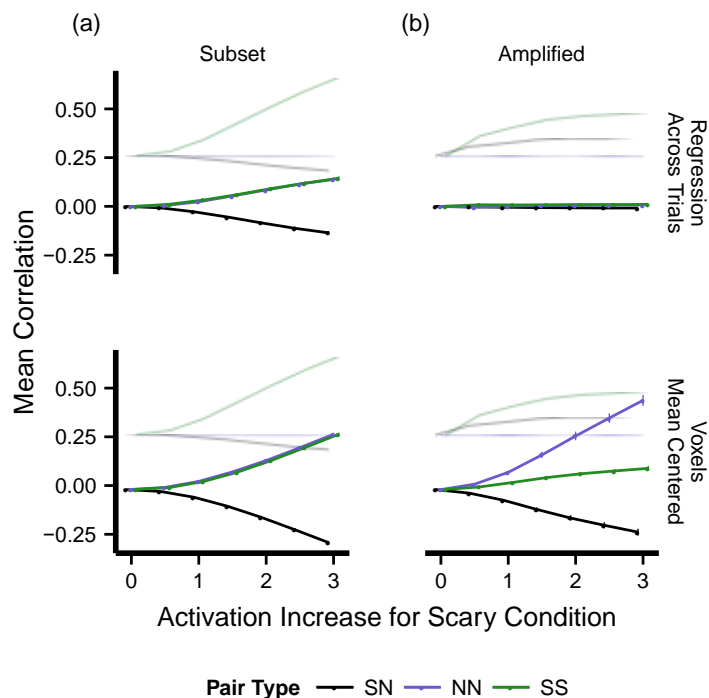 (a) (b)
Subset Amplified
Mean Correlation
0.50
0.25
0.00
−0.25
Regression
Across Trials
0.50
0.25
0.00
−0.25
Voxels
Mean Centered
0 1 2 3 0 1 2 3
Activation Increase for Scary Condition
Pair Type SN NN SS